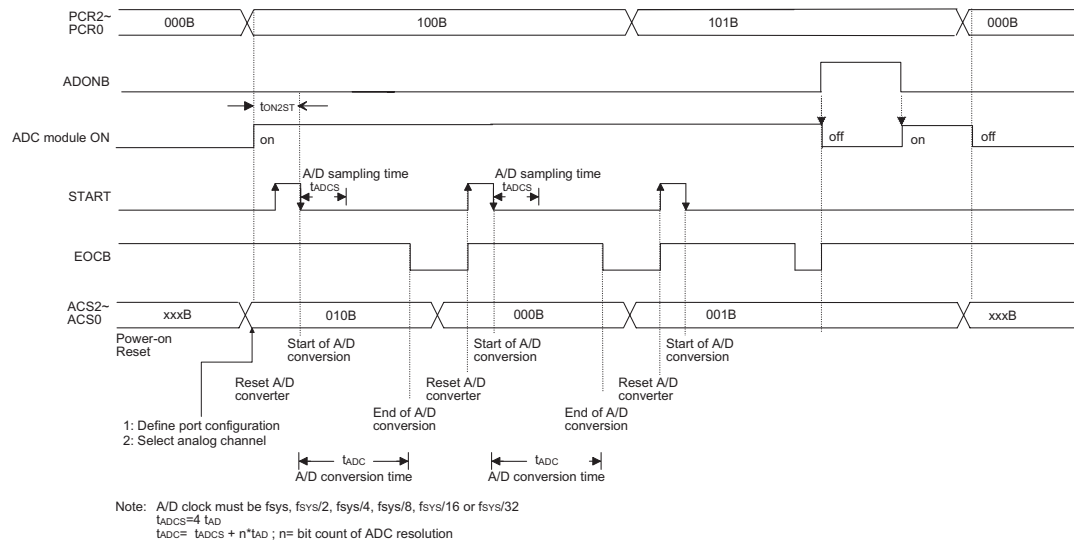 PCR2~
PCR0
000B
100B
101B
000B
ADONB
tON2ST
ADC module ON
on
off
on
off
A/D sampling time
tADCS
A/D sampling time
tADCS
START
EOCB
ACS2~
ACS0
xxxB
010B
000B
001B
xxxB
Power-on
Reset
Start of A/D
conversion
Start of A/D
conversion
Start of A/D
conversion
Reset A/D
converter
Reset A/D
converter
Reset A/D
converter
1: Define port configuration
2: Select analog channel
End of A/D
conversion
End of A/D
conversion
tADC
A/D conversion time
tADC
A/D conversion time
Note: A/D clock must be fsys, fSYS/2, fsys/4, fsys/8, fSYS/16 or fSYS/32
tADCS=4 tAD
tADC= tADCS + n*tAD ; n= bit count of ADC resolution